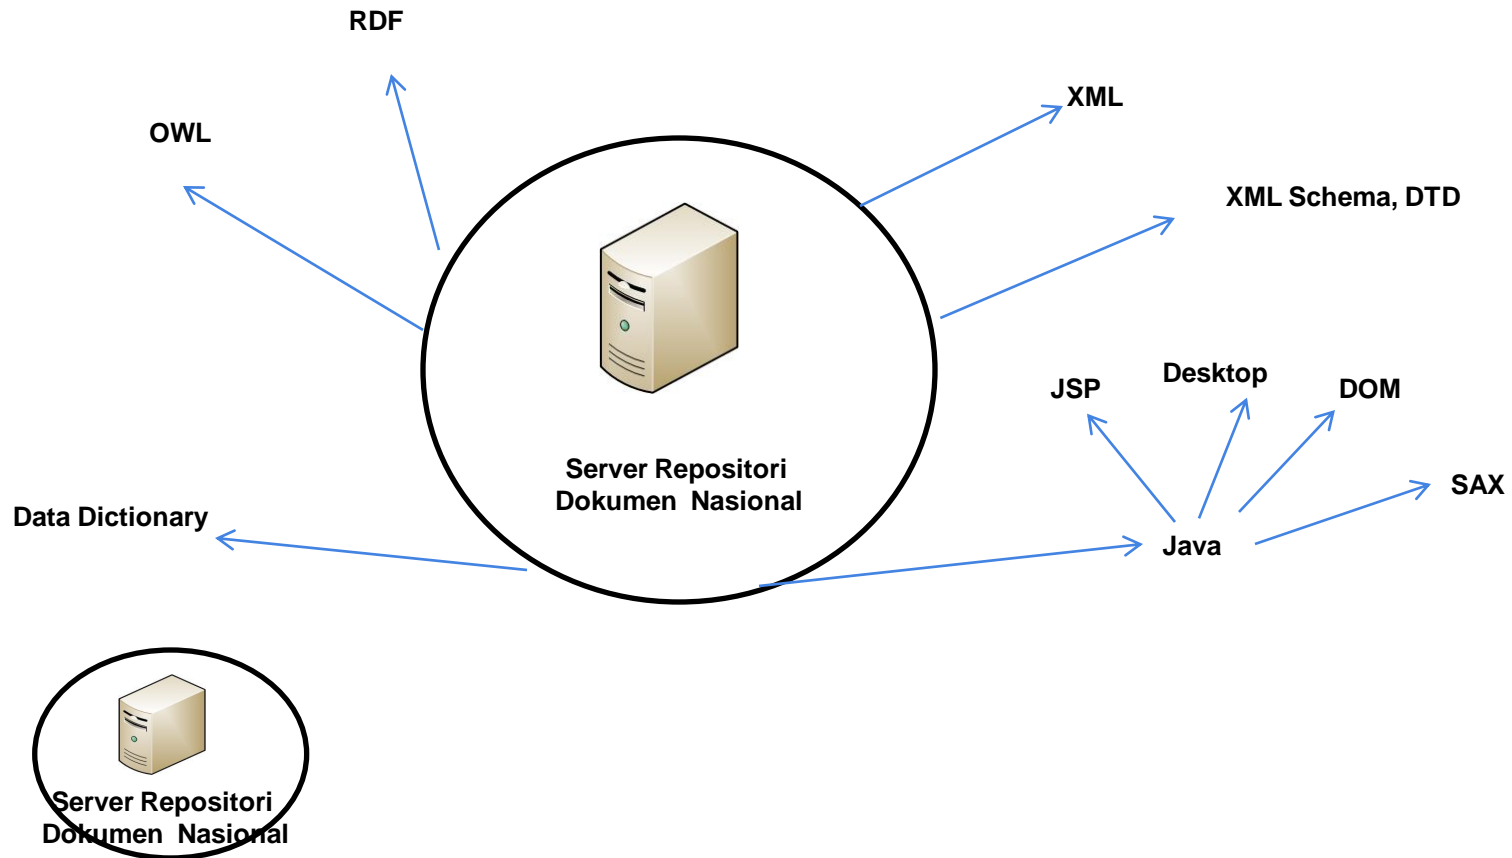 RDF
XML
OWL
XML Schema, DTD
Desktop
JSP
DOM
Server Repositori
Dokumen Nasional
SAX
Data Dictionary
Java
Server Repositori
Dokumen Nasional